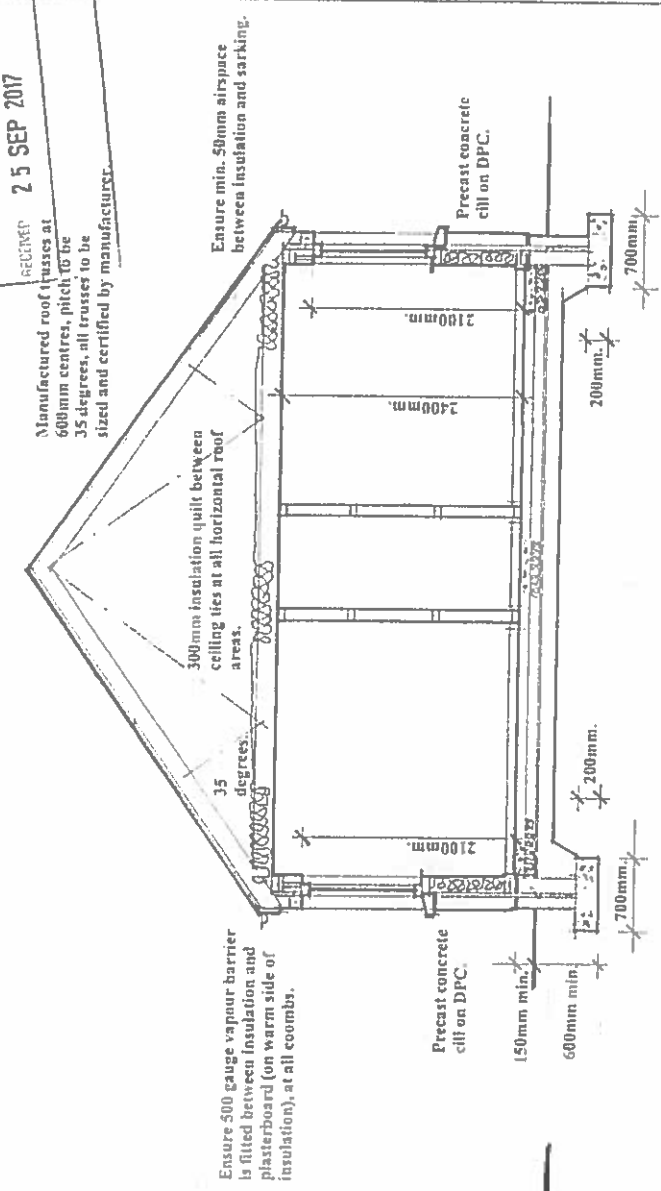 RECEIVED 25 SEP 2017
Manufactured roof trusses at
600mm centres, pitch to be
35 degrees, all trusses to be
sized and certified by manufacturer.
Ensure min. 50mm airspace
between insulation and sarking.
300mm insulation quilt between
ceiling ties at all horizontal roof
areas.
35
degrees.
Ensure 500 gauge vapour barrier
is fitted between insulation and
plasterboard (on warm side of
insulation), at all coombs.
2100mm.
2400mm.
2100mm.
Precast concrete
cill on DPC.
Precast concrete
cill on DPC.
150mm min.
600mm min.
700mm.
200mm.
200mm.
700mm